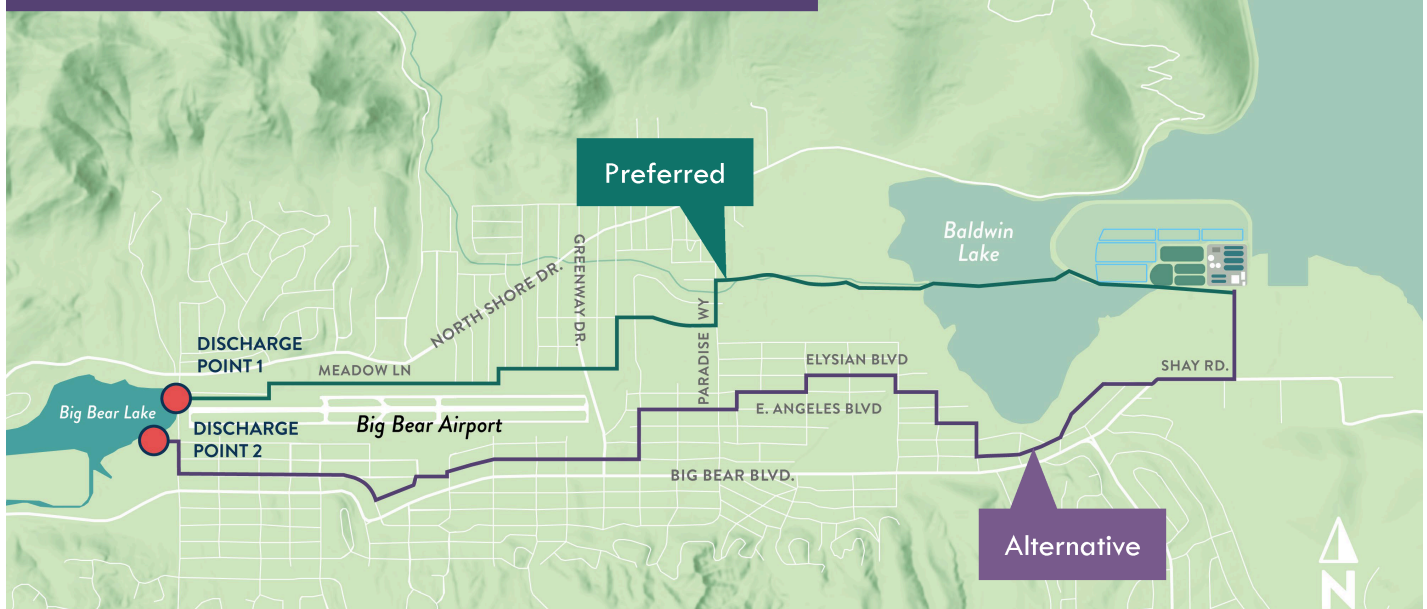 Preferred
Baldwin
Lake
GREENWAY DR.
NORTH SHORE DR.
PARADISE WY
DISCHARGE
POINT 1
MEADOW LN
ELYSIAN BLVD
SHAY RD.
Big Bear Lake
E. ANGELES BLVD
Big Bear Airport
DISCHARGE
POINT 2
BIG BEAR BLVD.
Alternative
N